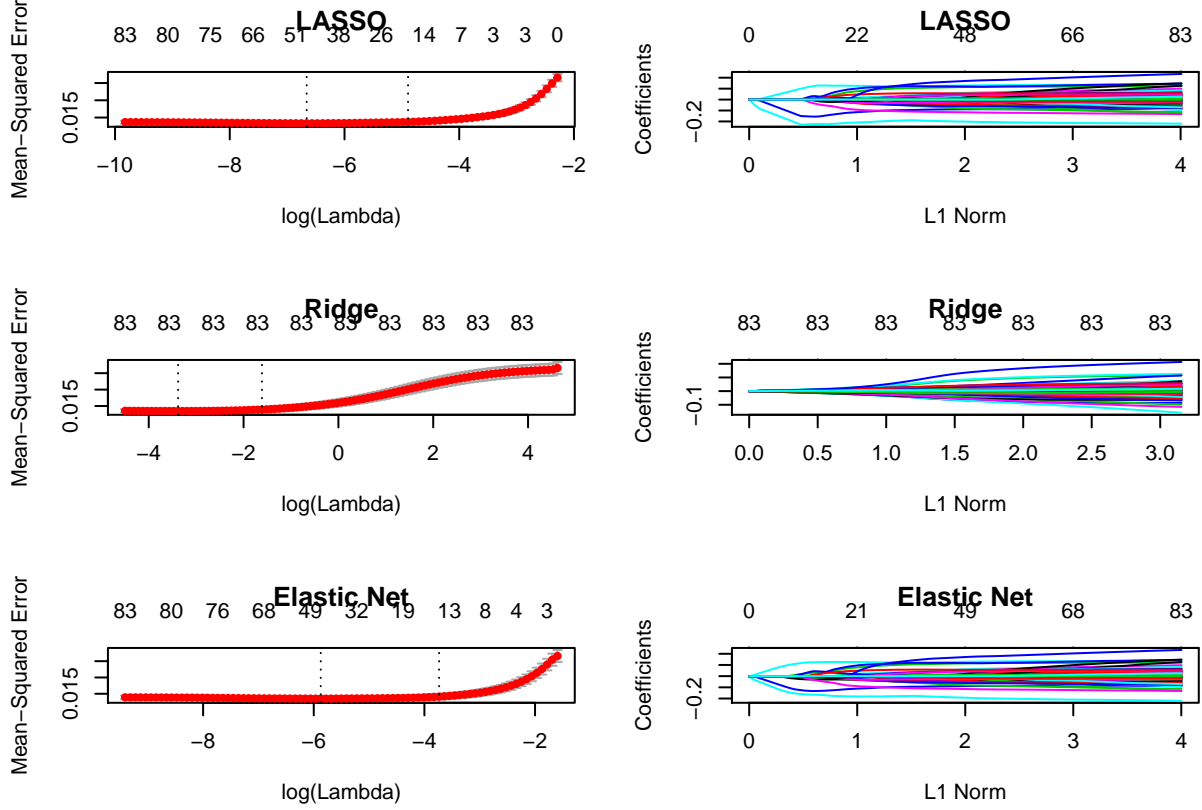 LASSO
83 80 75 66 51 38 26 14 7 3 3 0
Mean−Squared Error
0.015
−10 −8 −6 −4 −2
log(Lambda)
LASSO
0 22 48 66 83
Coefficients
−0.2
0 1 2 3 4
L1 Norm
Ridge
83 83 83 83 83 83 83 83 83 83
Mean−Squared Error
0.015
−4 −2 0 2 4
log(Lambda)
Ridge
83 83 83 83 83 83 83
Coefficients
−0.1
0.0 0.5 1.0 1.5 2.0 2.5 3.0
L1 Norm
Elastic Net
83 80 76 68 49 32 19 13 8 4 3
Mean−Squared Error
0.015
−8 −6 −4 −2
log(Lambda)
Elastic Net
0 21 49 68 83
Coefficients
−0.2
0 1 2 3 4
L1 Norm